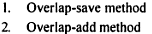 1. Overlap-save method
2. Overlap-add method